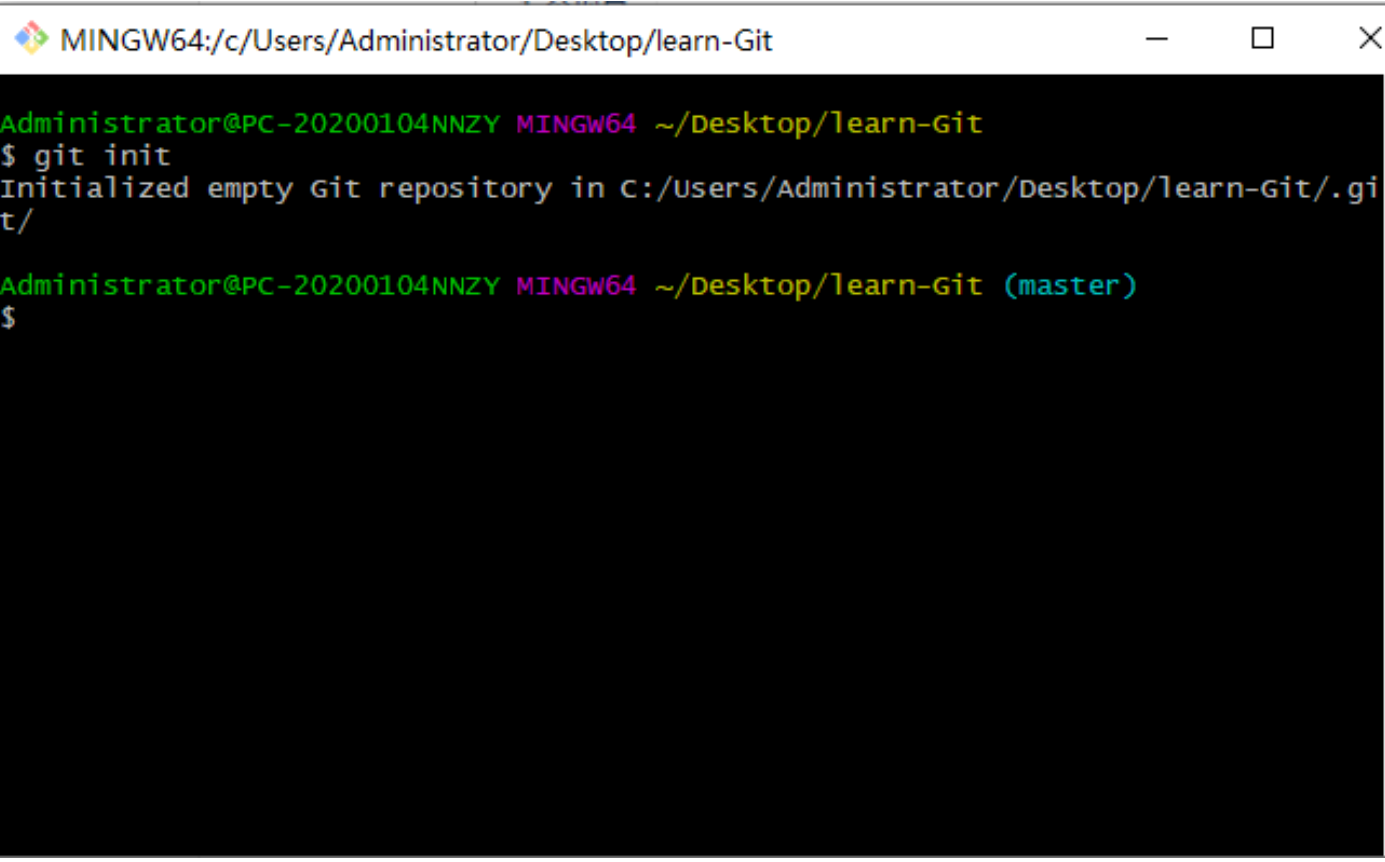 MINGW64:/c/Users/Administrator/Desktop/learn-Git
Administrator@PC-20200104NNZY MINGW64 ~/Desktop/learn-Git
$ git init
Initialized empty Git repository in C:/Users/Administrator/Desktop/learn-Git/.gi
t/
Administrator@PC-20200104NNZY MINGW64 ~/Desktop/learn-Git (master)
$